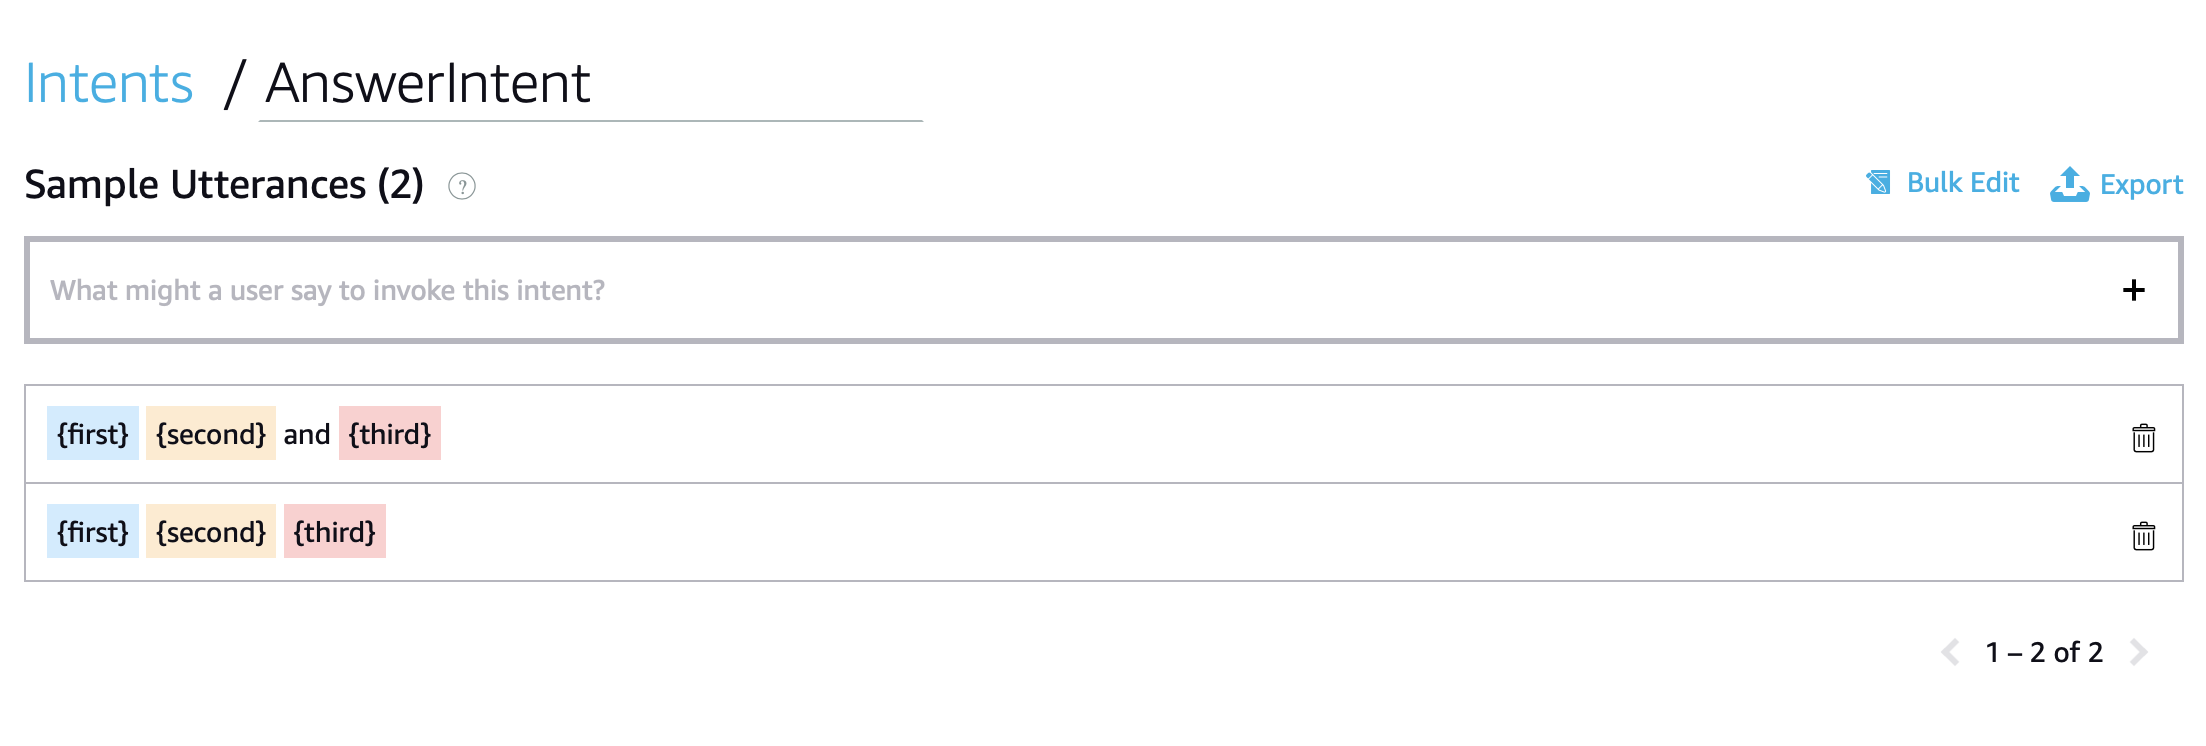 Intents / AnswerIntent
Sample Utterances (2) ?
Bulk Edit Export
What might a user say to invoke this intent? +
{first} {second} and {third}
{first} {second} {third}
1 – 2 of 2